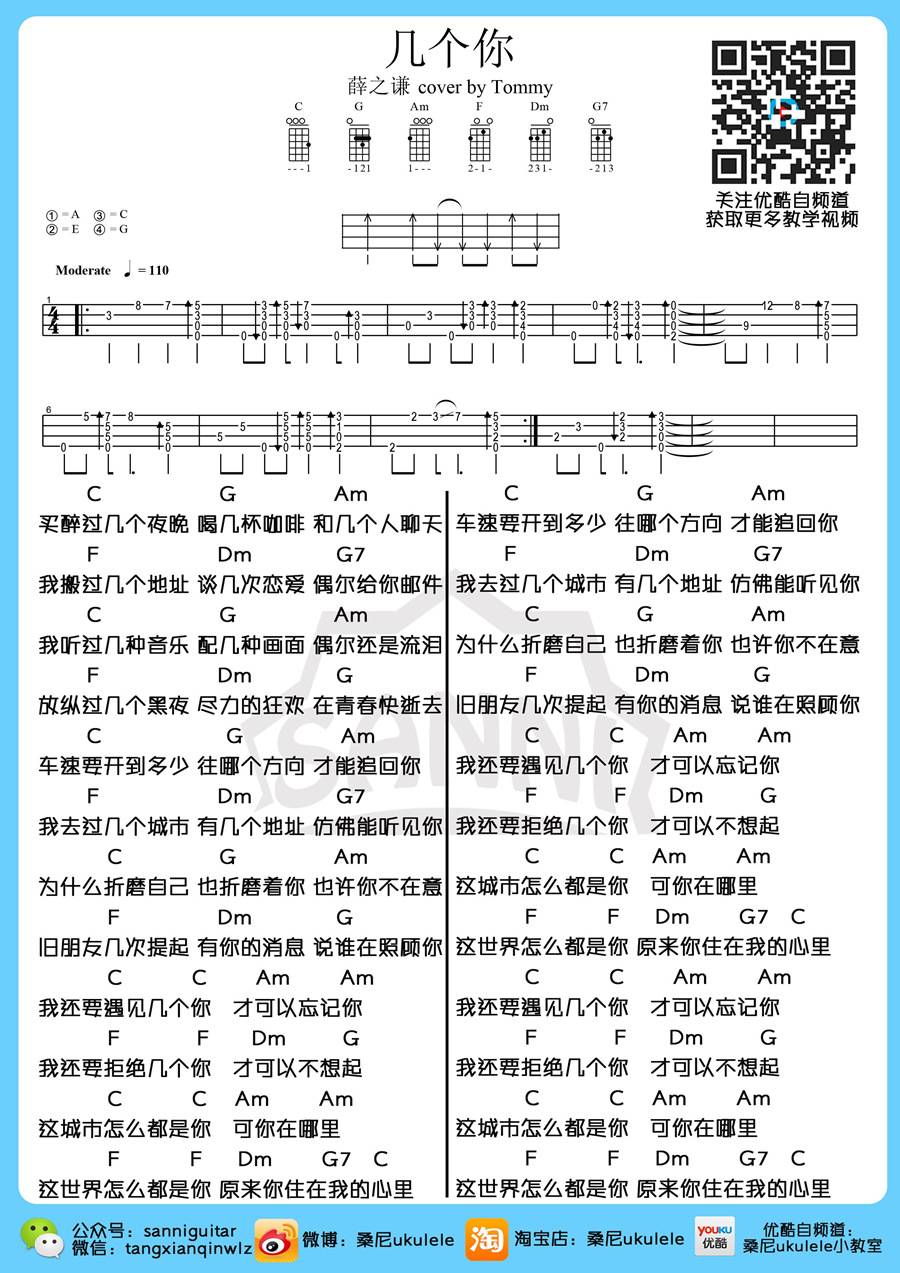 几个你
薛之谦 cover by Tommy
C G Am F Dm G7
---1 -121 1--- 2-1- 231- -213
关注优酷自频道
获取更多教学视频
①=A ③=C
②=E ④=G
Moderate ♩=110
C G Am
买醉过几个夜晚 喝几杯咖啡 和几个人聊天
F Dm G7
我搬过几个地址 谈几次恋爱 偶尔给你邮件
C G Am
我听过几种音乐 配几种画面 偶尔还是流泪
F Dm G
放纵过几个黑夜 尽力的狂欢 在青春快逝去
C G Am
车速要开到多少 往哪个方向 才能追回你
F Dm G7
我去过几个城市 有几个地址 仿佛能听见你
C G Am
为什么折磨自己 也折磨着你 也许你不在意
F Dm G
旧朋友几次提起 有你的消息 说谁在照顾你
C C Am Am
我还要遇见几个你 才可以忘记你
F F Dm G
我还要拒绝几个你 才可以不想起
C C Am Am
这城市怎么都是你 可你在哪里
F F Dm G7 C
这世界怎么都是你 原来你住在我的心里
C G Am
车速要开到多少 往哪个方向 才能追回你
F Dm G7
我去过几个城市 有几个地址 仿佛能听见你
C G Am
为什么折磨自己 也折磨着你 也许你不在意
F Dm G
旧朋友几次提起 有你的消息 说谁在照顾你
C C Am Am
我还要遇见几个你 才可以忘记你
F F Dm G
我还要拒绝几个你 才可以不想起
C C Am Am
这城市怎么都是你 可你在哪里
F F Dm G7 C
这世界怎么都是你 原来你住在我的心里
C C Am Am
我还要遇见几个你 才可以忘记你
F F Dm G
我还要拒绝几个你 才可以不想起
C C Am Am
这城市怎么都是你 可你在哪里
F F Dm G7 C
这世界怎么都是你 原来你住在我的心里
SANNI
公众号：sanniguitar
微信：tangxianqinwlz
微博：桑尼ukulele
淘
淘宝店：桑尼ukulele
YOUKU
优酷
优酷自频道：
桑尼ukulele小教室